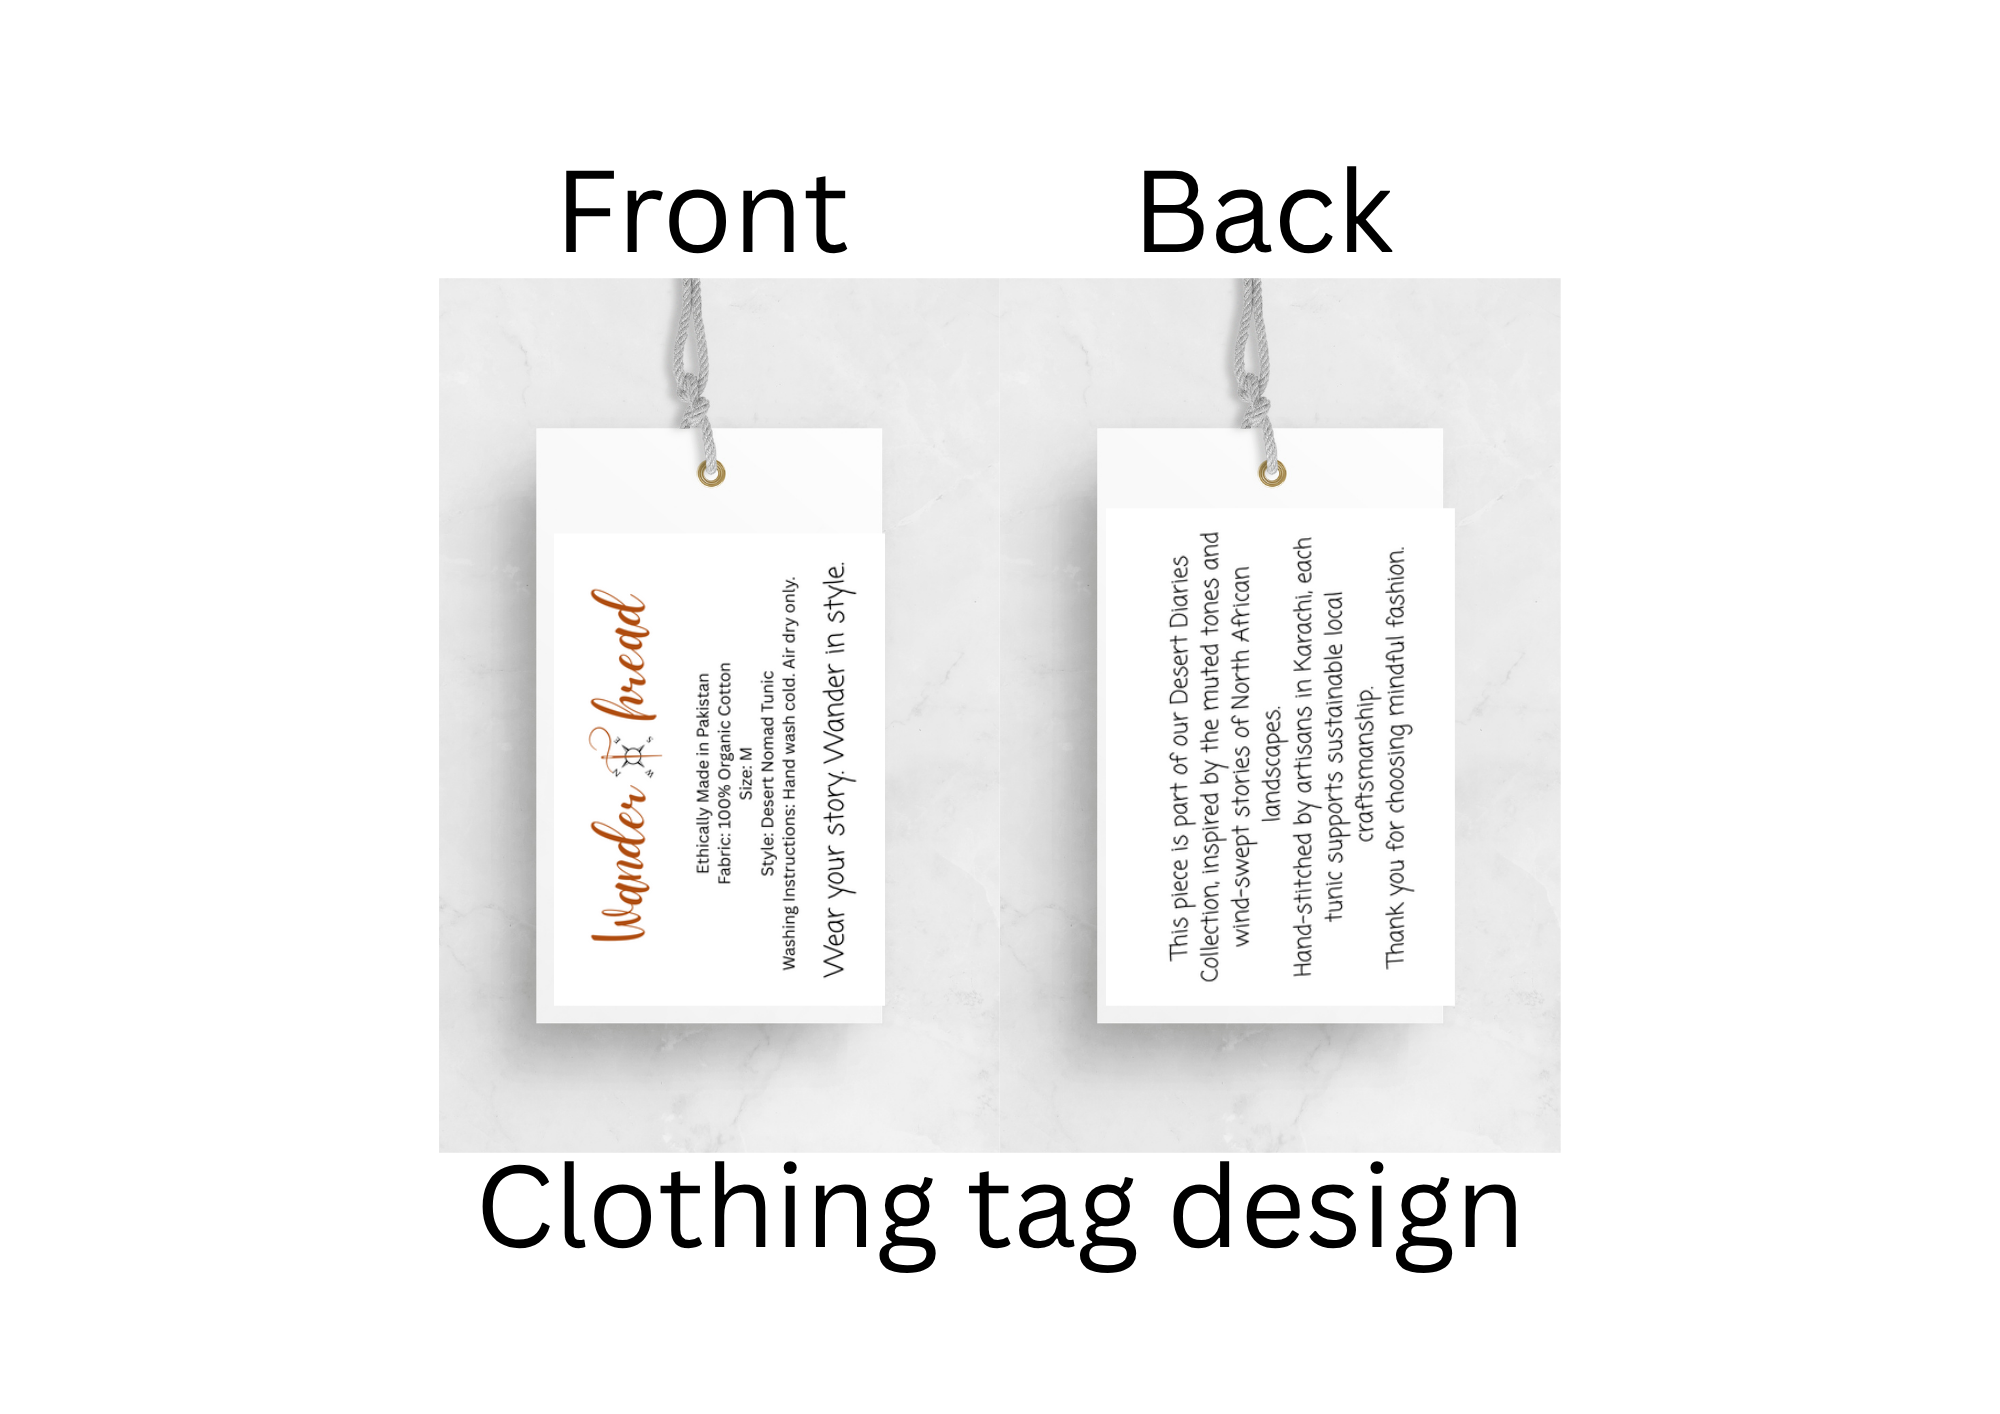 Front
Back
Wander Thread
N
E
S
W
Ethically Made in Pakistan
Fabric: 100% Organic Cotton
Size: M
Style: Desert Nomad Tunic
Washing Instructions: Hand wash cold. Air dry only.
Wear your story. Wander in style.
This piece is part of our Desert Diaries
Collection, inspired by the muted tones and
wind-swept stories of North African
landscapes.
Hand-stitched by artisans in Karachi, each
tunic supports sustainable local
craftsmanship.
Thank you for choosing mindful fashion.
Clothing tag design